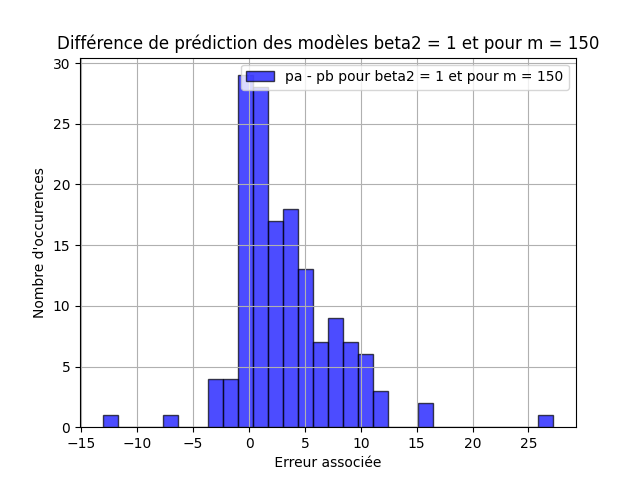 Différence de prédiction des modèles beta2 = 1 et pour m = 150
pa - pb pour beta2 = 1 et pour m = 150
30
25
20
15
10
5
0
Nombre d'occurences
−15 −10 −5 0 5 10 15 20 25
Erreur associée